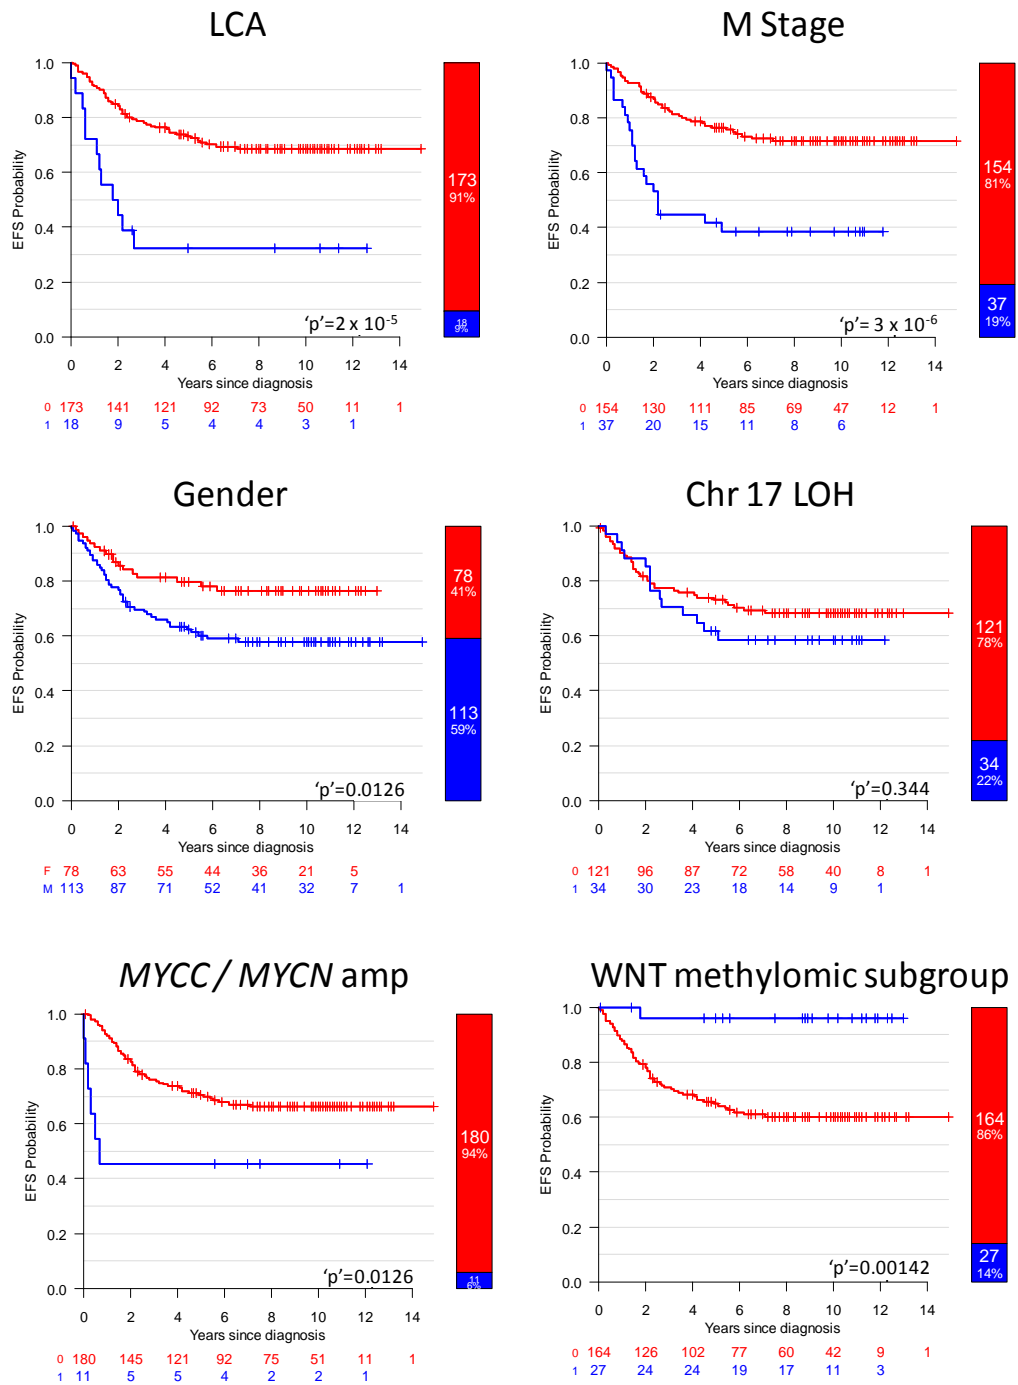 LCA
1.0
0.8
0.6
0.4
0.2
0.0
EFS Probability
'p'=2 x 10-5
0 2 4 6 8 10 12 14
Years since diagnosis
0 173 141 121 92 73 50 11 1
1 18 9 5 4 4 3 1
173
91%
18
9%
M Stage
1.0
0.8
0.6
0.4
0.2
0.0
EFS Probability
'p'= 3 x 10-6
0 2 4 6 8 10 12 14
Years since diagnosis
0 154 130 111 85 69 47 12 1
1 37 20 15 11 8 6
154
81%
37
19%
Gender
1.0
0.8
0.6
0.4
0.2
0.0
EFS Probability
'p'=0.0126
0 2 4 6 8 10 12 14
Years since diagnosis
F 78 63 55 44 36 21 5
M 113 87 71 52 41 32 7 1
78
41%
113
59%
Chr 17 LOH
1.0
0.8
0.6
0.4
0.2
0.0
EFS Probability
'p'=0.344
0 2 4 6 8 10 12 14
Years since diagnosis
0 121 96 87 72 58 40 8 1
1 34 30 23 18 14 9 1
121
78%
34
22%
MYCC / MYCN amp
1.0
0.8
0.6
0.4
0.2
0.0
EFS Probability
'p'=0.0126
0 2 4 6 8 10 12 14
Years since diagnosis
0 180 145 121 92 75 51 11 1
1 11 5 5 4 2 2 1
180
94%
11
6%
WNT methylomic subgroup
1.0
0.8
0.6
0.4
0.2
0.0
EFS Probability
'p'=0.00142
0 2 4 6 8 10 12 14
Years since diagnosis
0 164 126 102 77 60 42 9 1
1 27 24 24 19 17 11 3
164
86%
27
14%